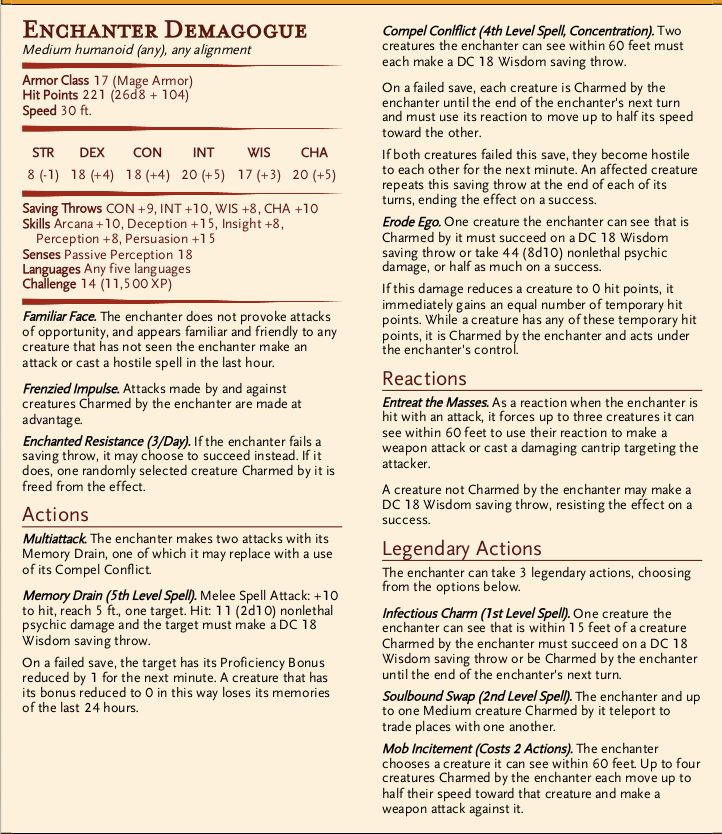 Enchanter Demagogue
Medium humanoid (any), any alignment
Armor Class 17 (Mage Armor)
Hit Points 221 (26d8 + 104)
Speed 30 ft.
STR DEX CON INT WIS CHA
8 (-1) 18 (+4) 18 (+4) 20 (+5) 17 (+3) 20 (+5)
Saving Throws CON +9, INT +10, WIS +8, CHA +10
Skills Arcana +10, Deception +15, Insight +8,
Perception +8, Persuasion +15
Senses Passive Perception 18
Languages Any five languages
Challenge 14 (11,500 XP)
Familiar Face. The enchanter does not provoke attacks
of opportunity, and appears familiar and friendly to any
creature that has not seen the enchanter make an
attack or cast a hostile spell in the last hour.
Frenzied Impulse. Attacks made by and against
creatures Charmed by the enchanter are made at
advantage.
Enchanted Resistance (3/Day). If the enchanter fails a
saving throw, it may choose to succeed instead. If it
does, one randomly selected creature Charmed by it is
freed from the effect.
Actions
Multiattack. The enchanter makes two attacks with its
Memory Drain, one of which it may replace with a use
of its Compel Conflict.
Memory Drain (5th Level Spell). Melee Spell Attack: +10
to hit, reach 5 ft., one target. Hit: 11 (2d10) nonlethal
psychic damage and the target must make a DC 18
Wisdom saving throw.
On a failed save, the target has its Proficiency Bonus
reduced by 1 for the next minute. A creature that has
its bonus reduced to 0 in this way loses its memories
of the last 24 hours.
Compel Conlflict (4th Level Spell, Concentration). Two
creatures the enchanter can see within 60 feet must
each make a DC 18 Wisdom saving throw.
On a failed save, each creature is Charmed by the
enchanter until the end of the enchanter's next turn
and must use its reaction to move up to half its speed
toward the other.
If both creatures failed this save, they become hostile
to each other for the next minute. An affected creature
repeats this saving throw at the end of each of its
turns, ending the effect on a success.
Erode Ego. One creature the enchanter can see that is
Charmed by it must succeed on a DC 18 Wisdom
saving throw or take 44 (8d10) nonlethal psychic
damage, or half as much on a success.
If this damage reduces a creature to 0 hit points, it
immediately gains an equal number of temporary hit
points. While a creature has any of these temporary hit
points, it is Charmed by the enchanter and acts under
the enchanter's control.
Reactions
Entreat the Masses. As a reaction when the enchanter is
hit with an attack, it forces up to three creatures it can
see within 60 feet to use their reaction to make a
weapon attack or cast a damaging cantrip targeting the
attacker.
A creature not Charmed by the enchanter may make a
DC 18 Wisdom saving throw, resisting the effect on a
success.
Legendary Actions
The enchanter can take 3 legendary actions, choosing
from the options below.
Infectious Charm (1st Level Spell). One creature the
enchanter can see that is within 15 feet of a creature
Charmed by the enchanter must succeed on a DC 18
Wisdom saving throw or be Charmed by the enchanter
until the end of the enchanter's next turn.
Soulbound Swap (2nd Level Spell). The enchanter and up
to one Medium creature Charmed by it teleport to
trade places with one another.
Mob Incitement (Costs 2 Actions). The enchanter
chooses a creature it can see within 60 feet. Up to four
creatures Charmed by the enchanter each move up to
half their speed toward that creature and make a
weapon attack against it.